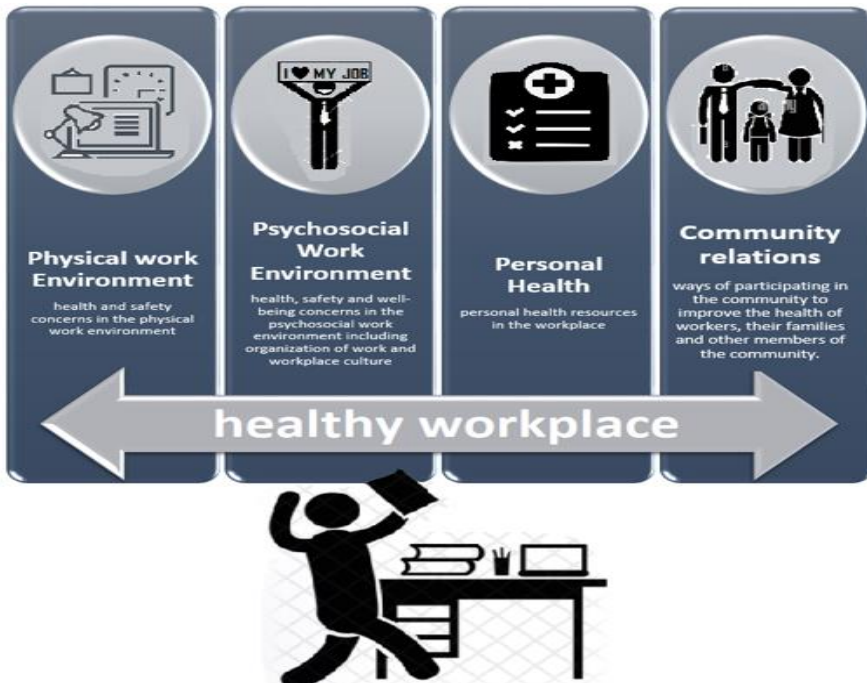 I ♥ MY JOB
Physical work
Environment
health and safety
concerns in the physical
work environment
Psychosocial
Work
Environment
health, safety and well-
being concerns in the
psychosocial work
environment including
organization of work and
workplace culture
Personal
Health
personal health resources
in the workplace
Community
relations
ways of participating in
the community to
improve the health of
workers, their families
and other members of
the community.
healthy workplace